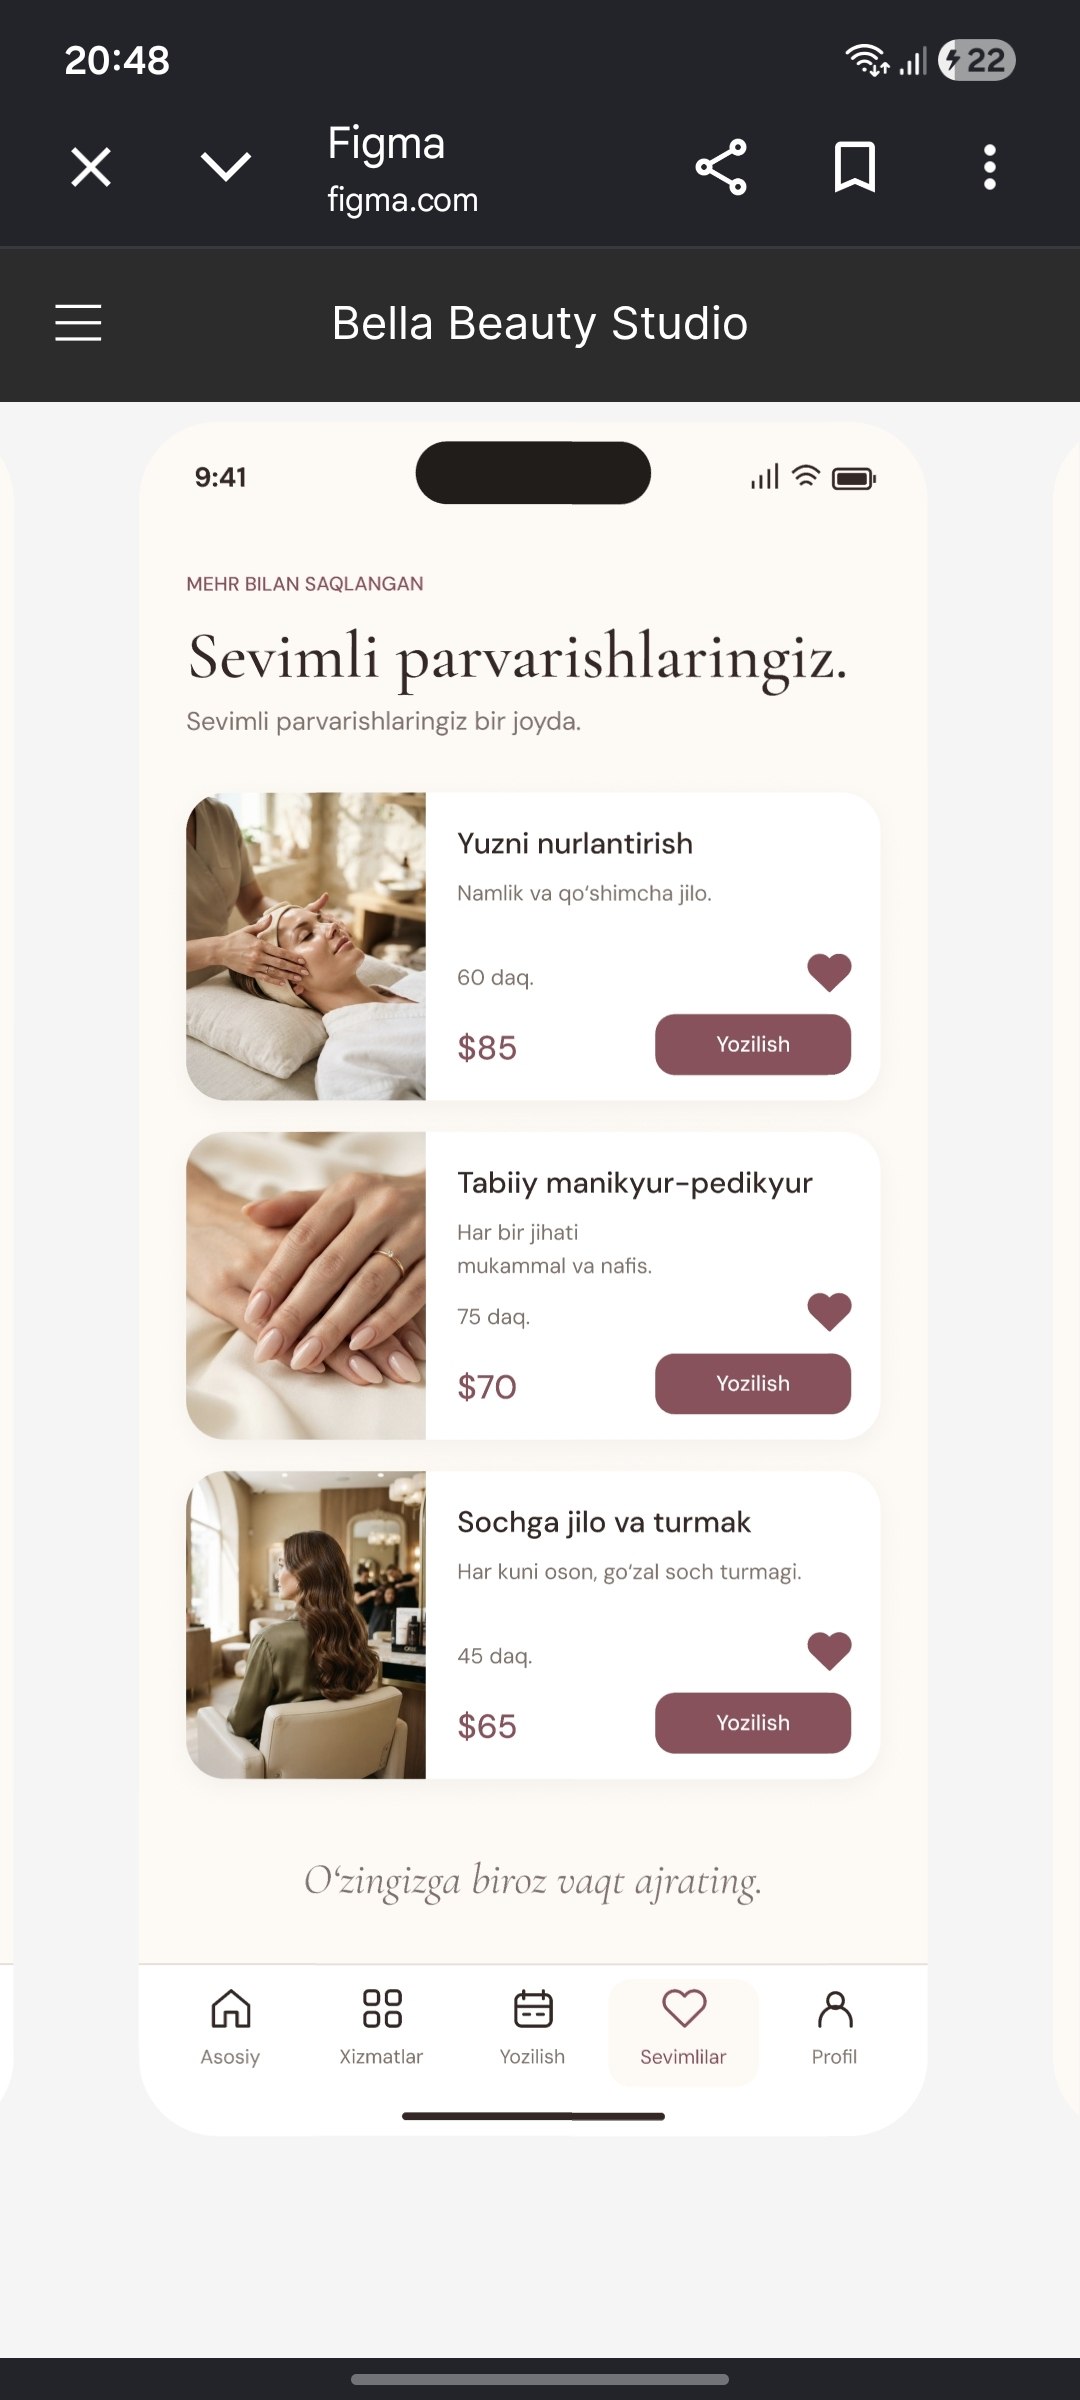 20:48
22
Figma
figma.com
Bella Beauty Studio
9:41
MEHR BILAN SAQLANGAN
Sevimli parvarishlaringiz.
Sevimli parvarishlaringiz bir joyda.
Yuzni nurlantirish
Namlik va qo‘shimcha jilo.
60 daq.
$85
Yozilish
Tabiiy manikyur-pedikyur
Har bir jihati
mukammal va nafis.
75 daq.
$70
Yozilish
Sochga jilo va turmak
Har kuni oson, go‘zal soch turmagi.
45 daq.
$65
Yozilish
O‘zingizga biroz vaqt ajrating.
Asosiy
Xizmatlar
Yozilish
Sevimlilar
Profil